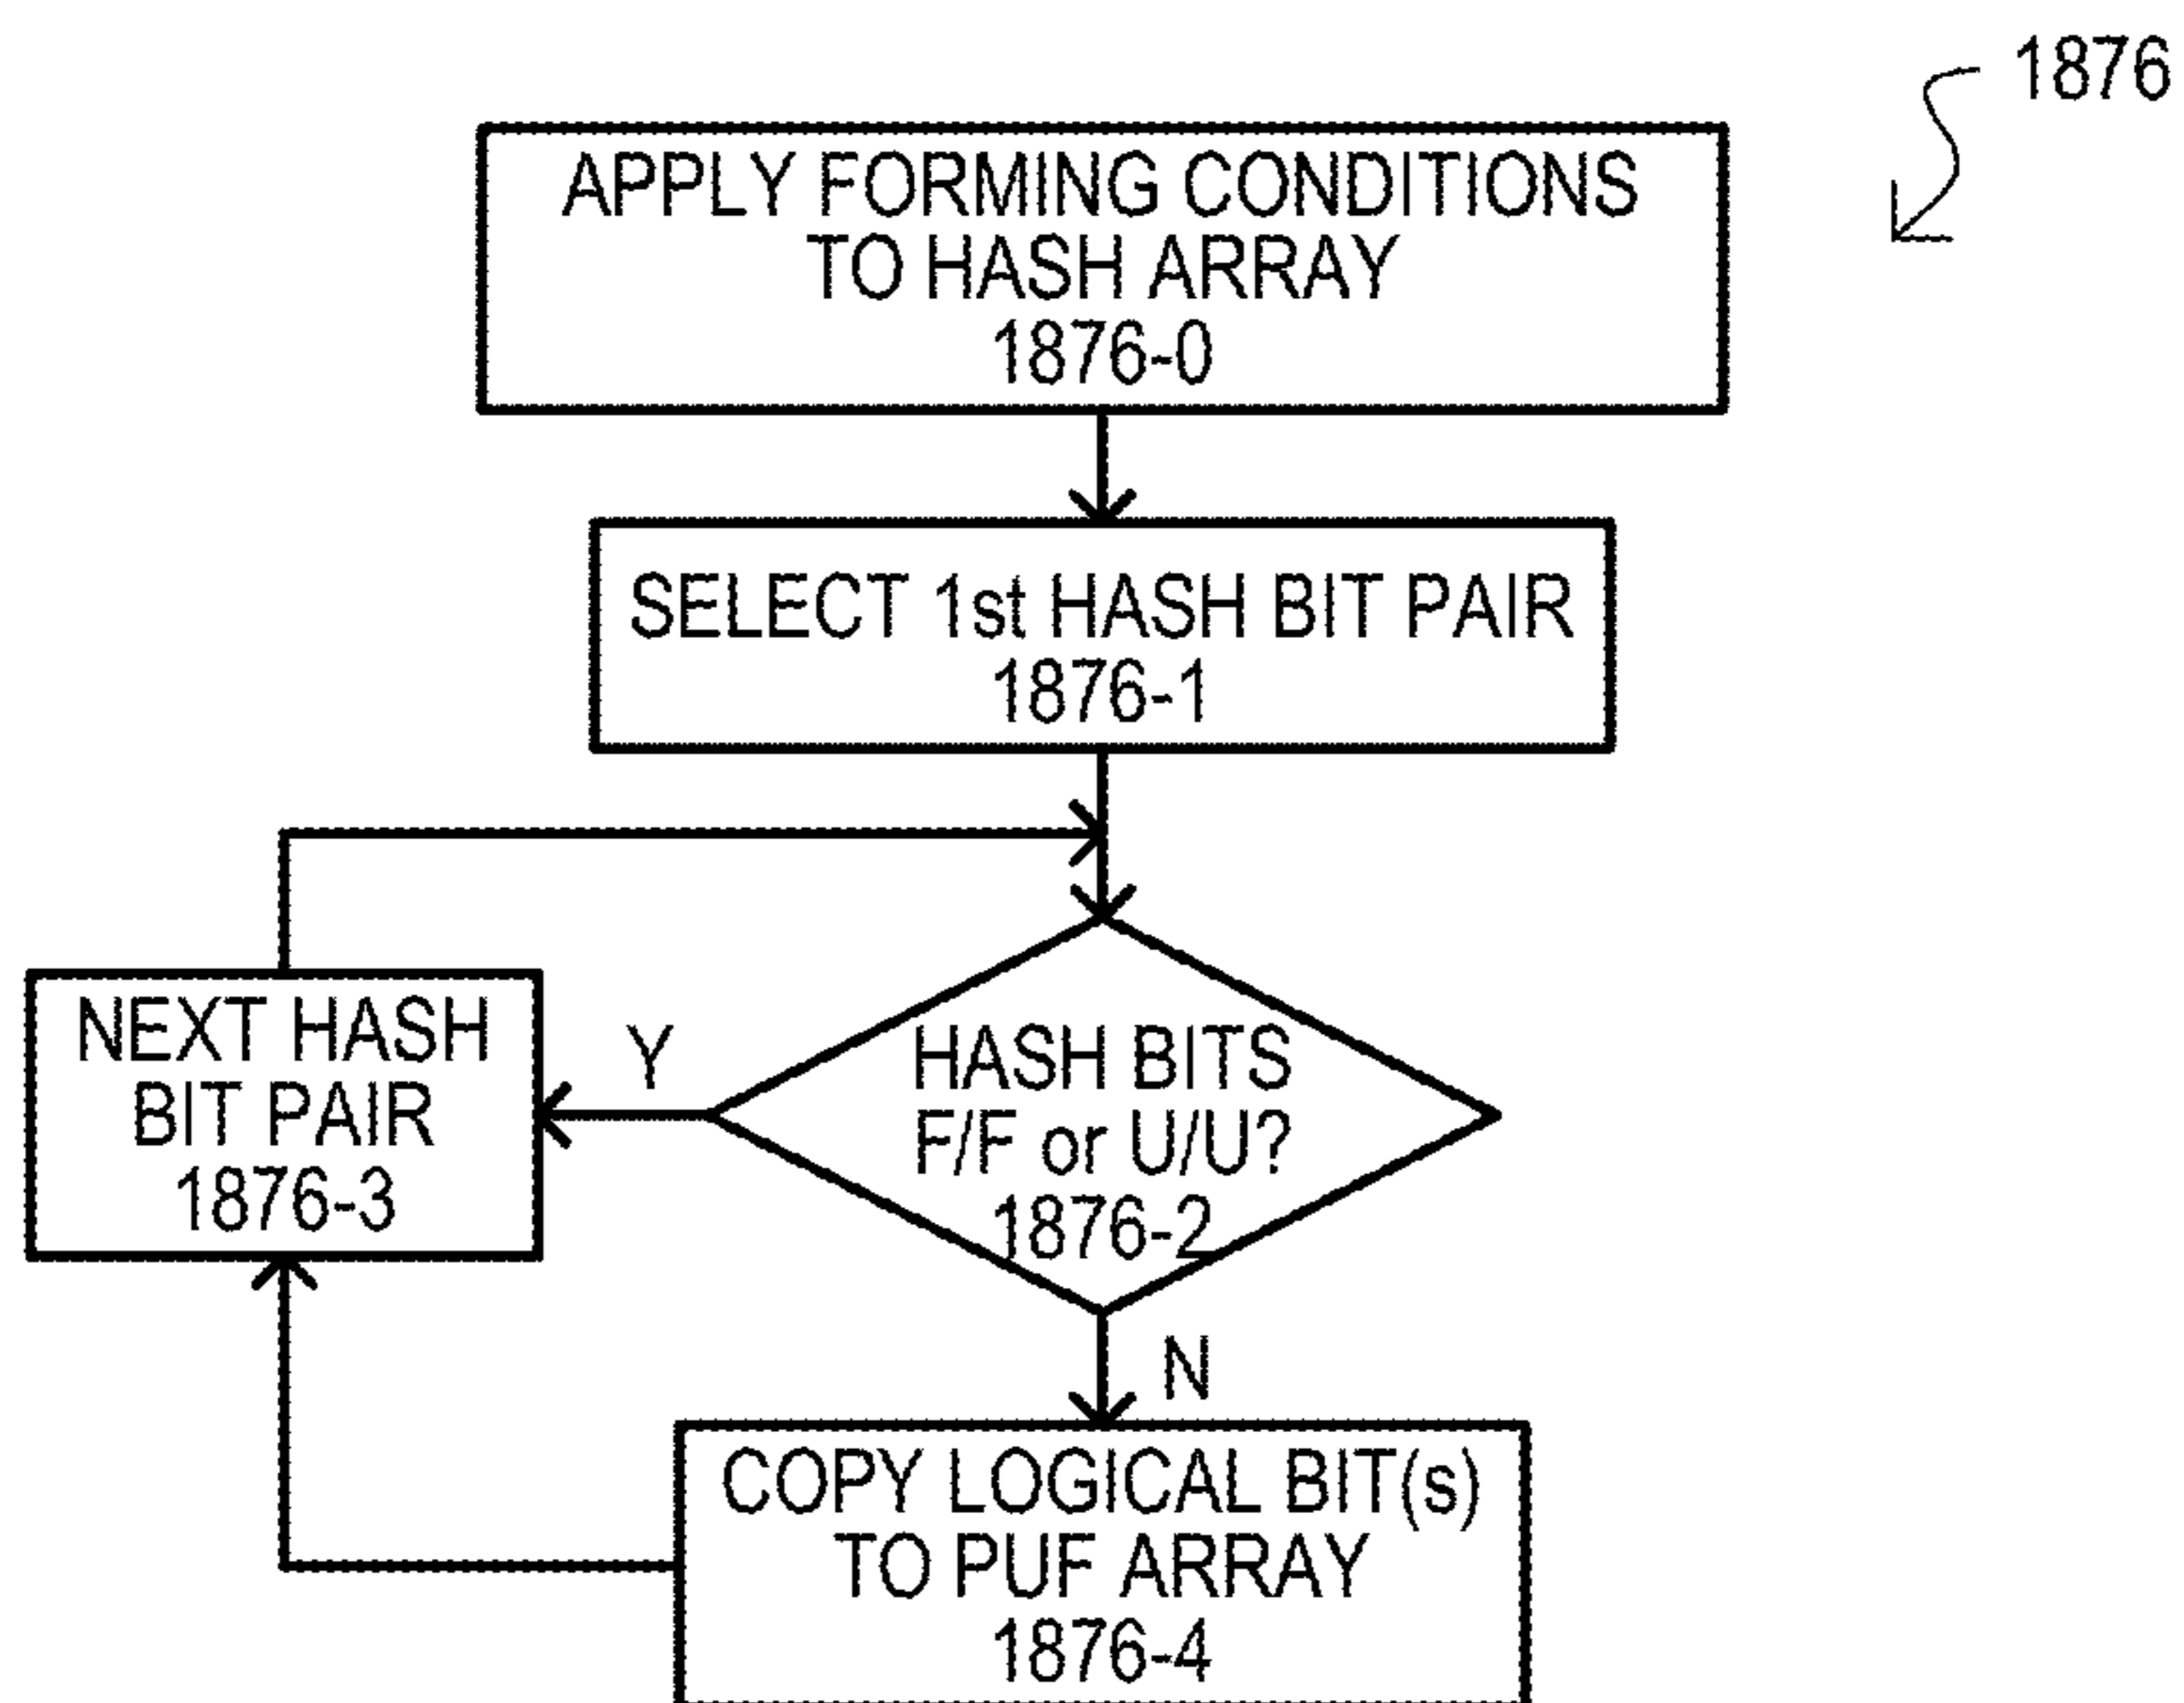 1876
APPLY FORMING CONDITIONS
TO HASH ARRAY
1876-0
SELECT 1st HASH BIT PAIR
1876-1
NEXT HASH
BIT PAIR
1876-3
Y
HASH BITS
F/F or U/U?
1876-2
N
COPY LOGICAL BIT(s)
TO PUF ARRAY
1876-4